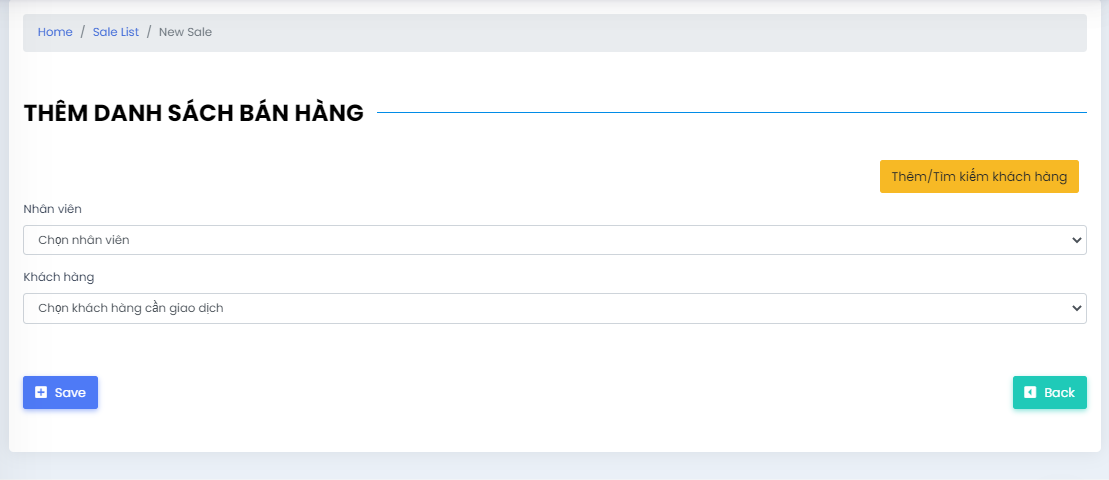 Home / Sale List / New Sale
THÊM DANH SÁCH BÁN HÀNG
Thêm/Tìm kiếm khách hàng
Nhân viên
Chọn nhân viên
Khách hàng
Chọn khách hàng cần giao dịch
Save
Back